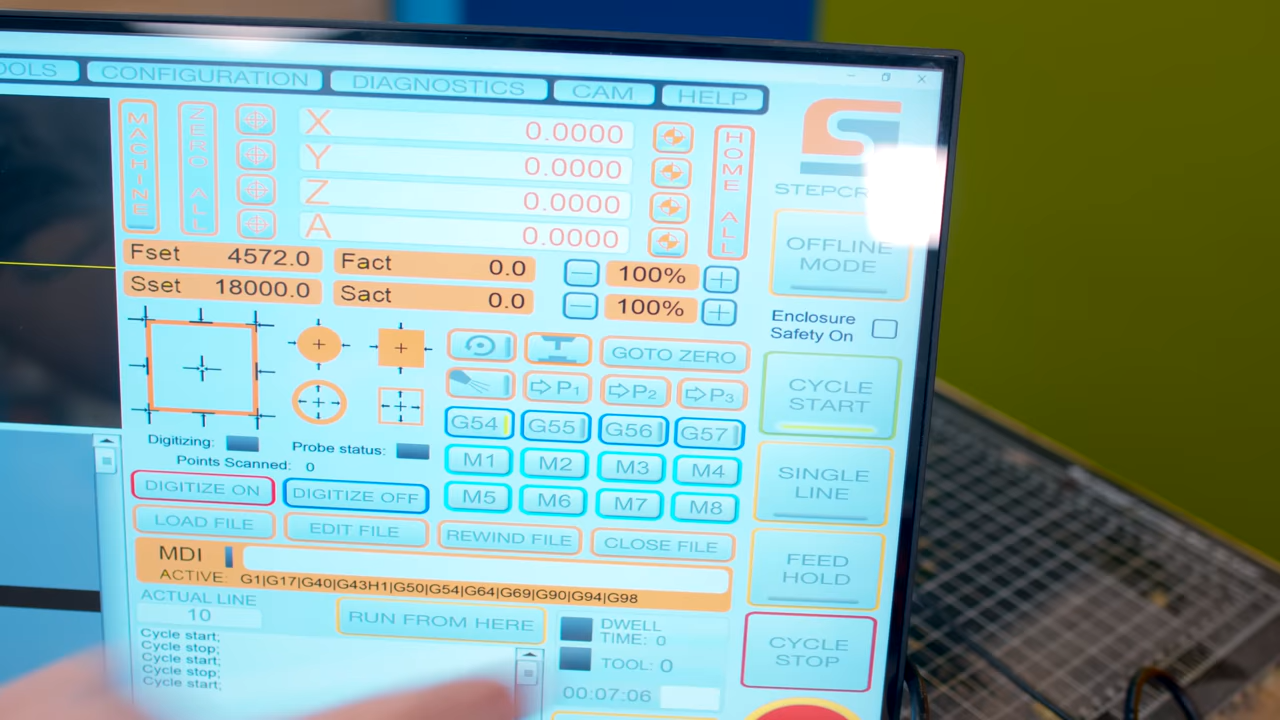 CONFIGURATION
DIAGNOSTICS
CAM
HELP
MACHINE
ZERO ALL
X 0.0000
Y 0.0000
Z 0.0000
A 0.0000
HOME ALL
Fset 4572.0
Fact 0.0
100%
Sset 18000.0
Sact 0.0
100%
OFFLINE
MODE
Enclosure
Safety On
GOTO ZERO
P1
P2
P3
G54
G55
G56
G57
M1
M2
M3
M4
M5
M6
M7
M8
CYCLE
START
SINGLE
LINE
FEED
HOLD
CYCLE
STOP
Digitizing:
Probe status:
Points Scanned: 0
DIGITIZE ON
DIGITIZE OFF
LOAD FILE
EDIT FILE
REWIND FILE
CLOSE FILE
MDI
ACTIVE: G1|G17|G40|G43H1|G50|G54|G64|G69|G90|G94|G98
ACTUAL LINE
10
RUN FROM HERE
DWELL
TIME: 0
TOOL: 0
00:07:06
Cycle start;
Cycle stop;
Cycle start;
Cycle stop;
Cycle start;